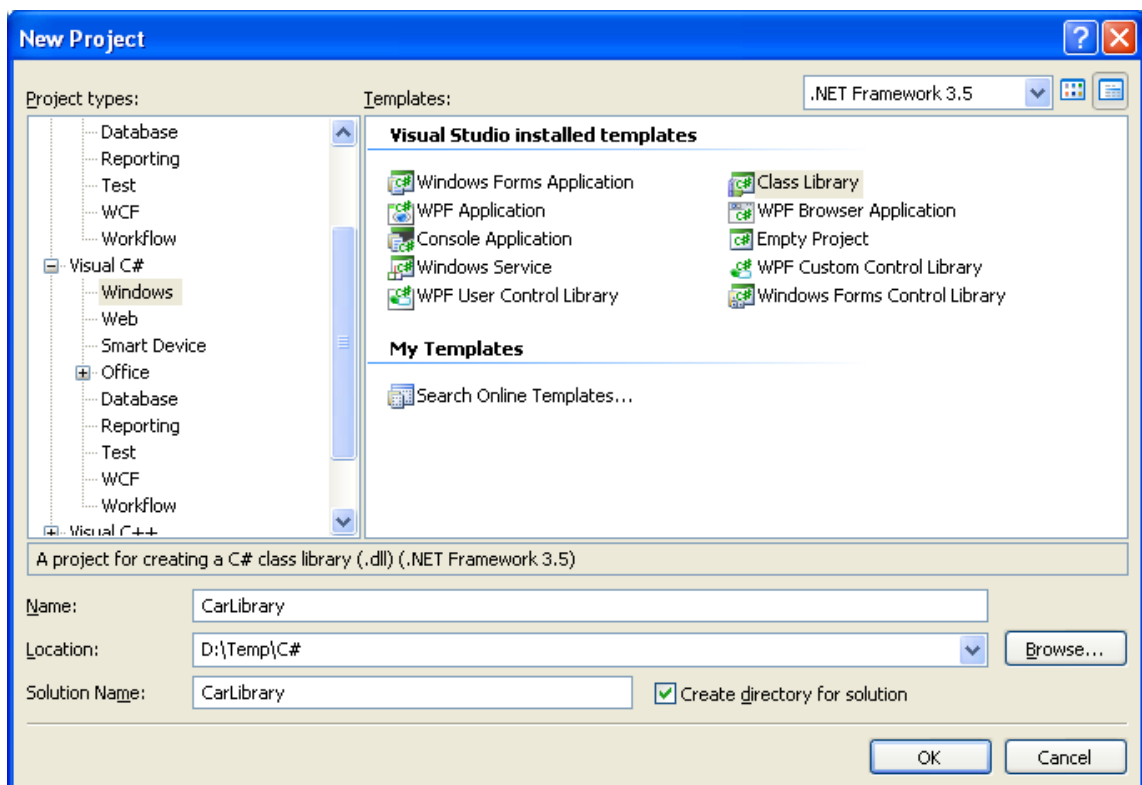 New Project
Project types:
Templates:
.NET Framework 3.5
Database
Reporting
Test
WCF
Workflow
Visual C#
Windows
Web
Smart Device
Office
Database
Reporting
Test
WCF
Workflow
Visual C++
Visual Studio installed templates
Windows Forms Application
Class Library
WPF Application
WPF Browser Application
Console Application
Empty Project
Windows Service
WPF Custom Control Library
WPF User Control Library
Windows Forms Control Library
My Templates
Search Online Templates...
A project for creating a C# class library (.dll) (.NET Framework 3.5)
Name:
CarLibrary
Location:
D:\Temp\C#
Browse...
Solution Name:
CarLibrary
Create directory for solution
OK
Cancel